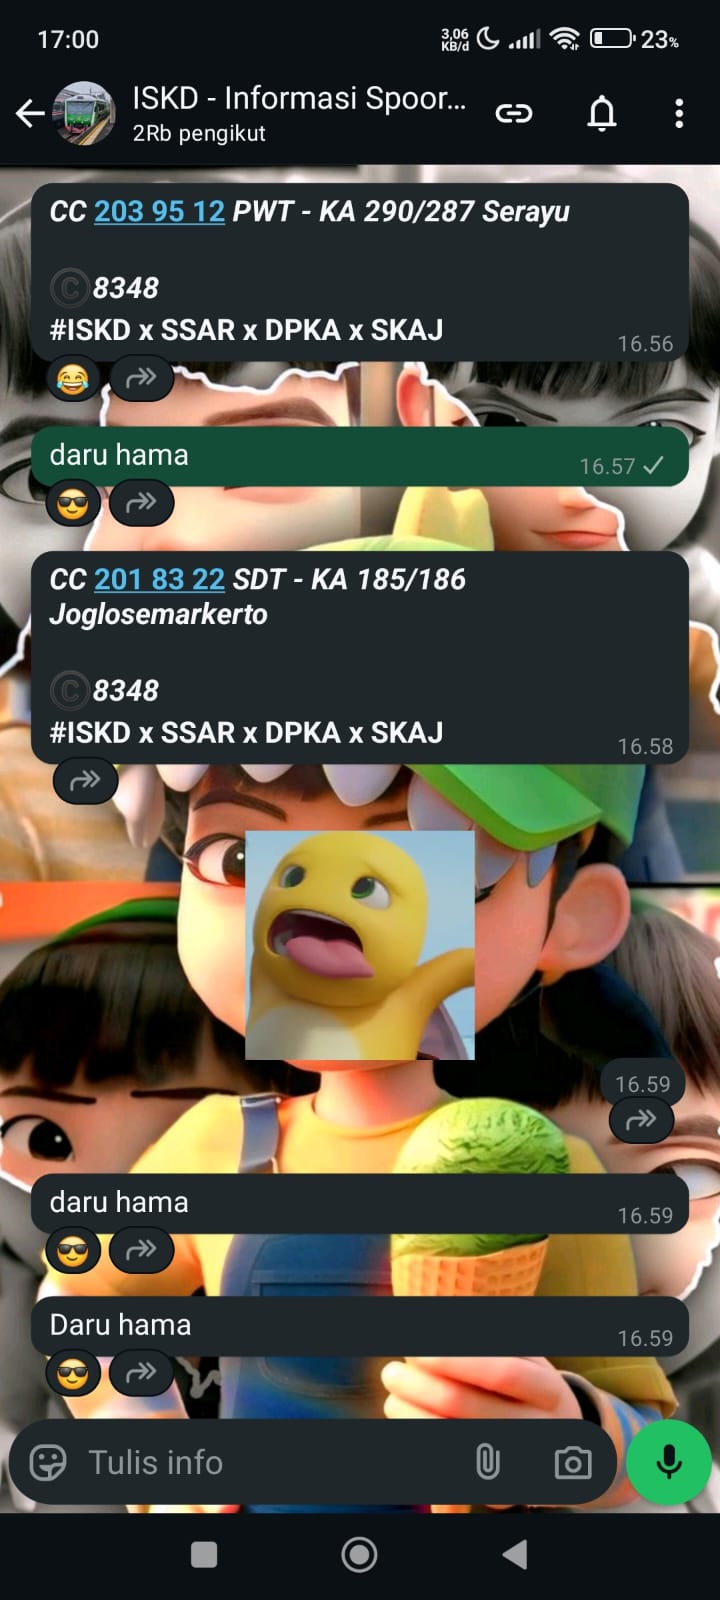 17:00
3,06
KB/d
23%
ISKD - Informasi Spoor...
2Rb pengikut
CC 203 95 12 PWT - KA 290/287 Serayu
©8348
#ISKD x SSAR x DPKA x SKAJ
16.56
daru hama
16.57
CC 201 83 22 SDT - KA 185/186
Joglosemarkerto
©8348
#ISKD x SSAR x DPKA x SKAJ
16.58
16.59
daru hama
16.59
Daru hama
16.59
Tulis info